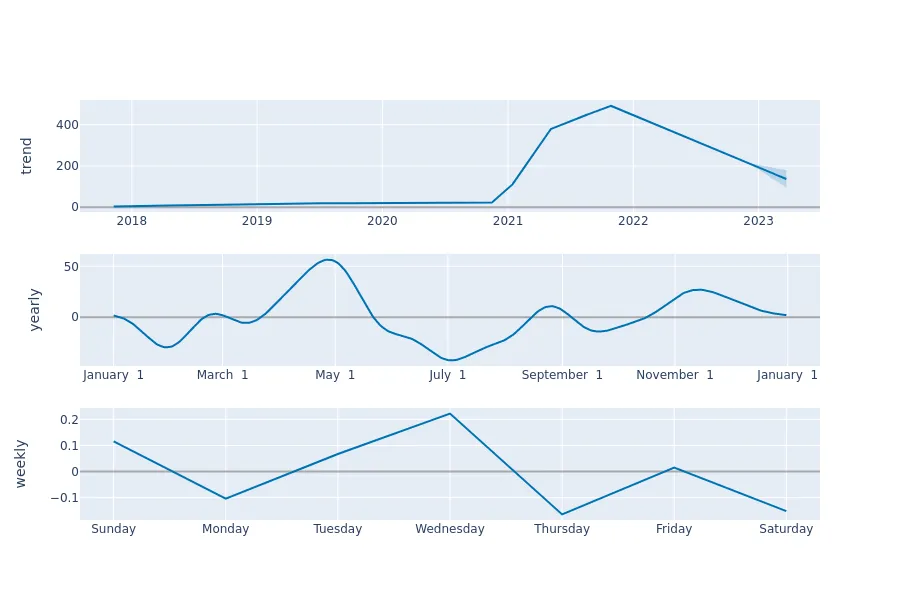 trend
400
200
0
2018 2019 2020 2021 2022 2023
yearly
50
0
January 1 March 1 May 1 July 1 September 1 November 1 January 1
weekly
0.2
0.1
0
−0.1
Sunday Monday Tuesday Wednesday Thursday Friday Saturday